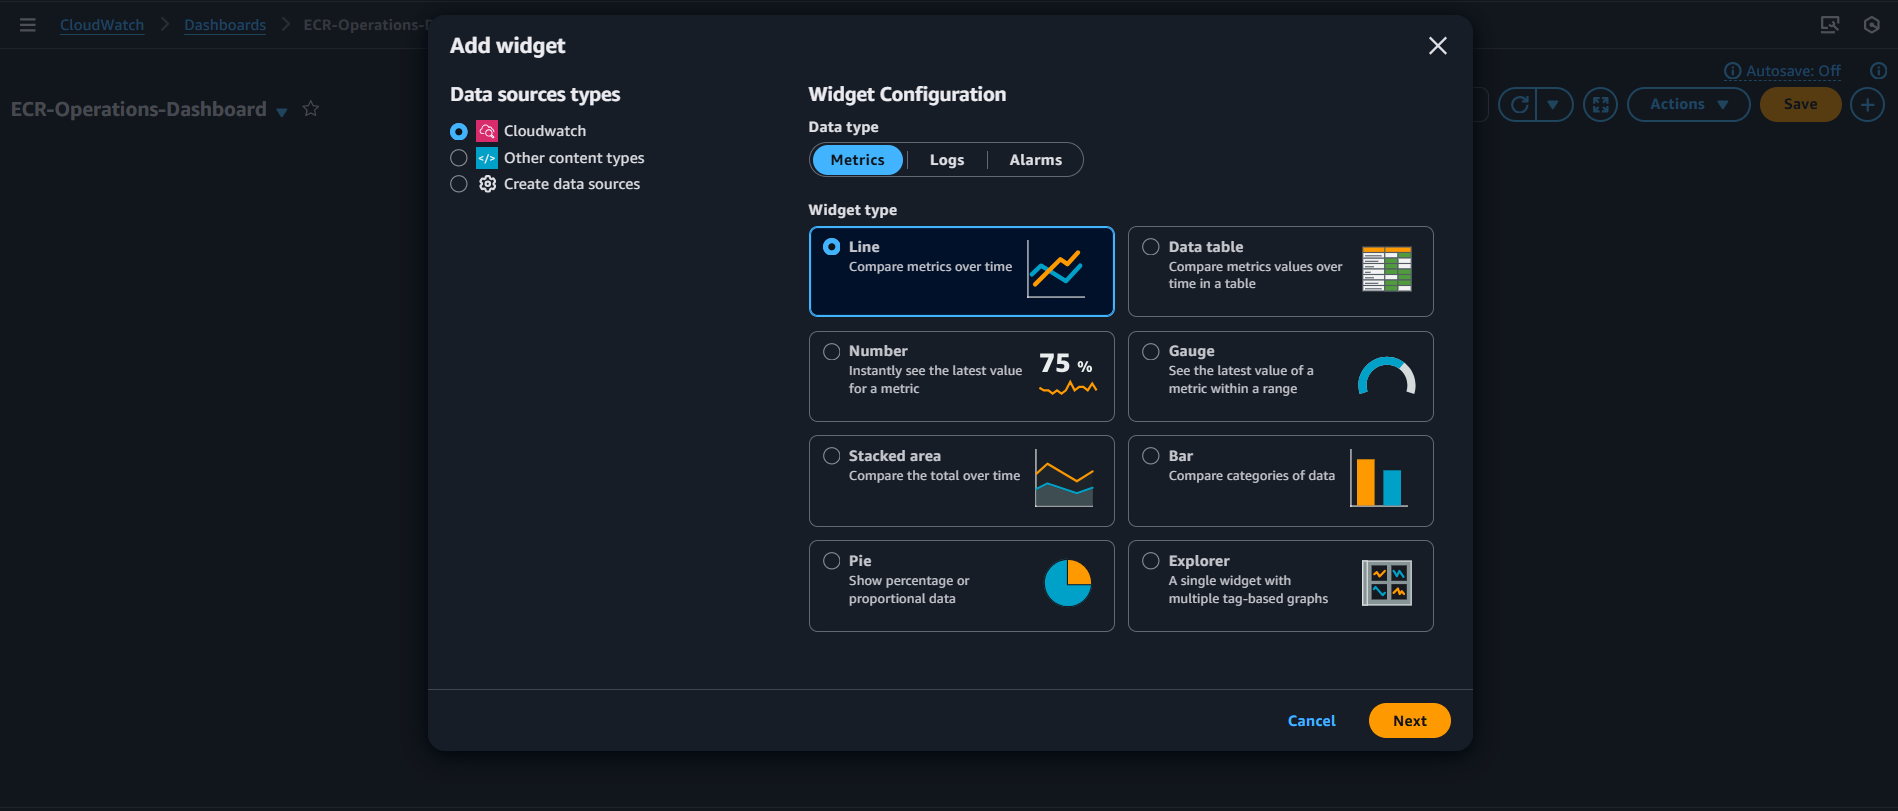 CloudWatch > Dashboards > ECR-Operations-D
Add widget
Autosave: Off
ECR-Operations-Dashboard
Actions
Save
Data sources types
Cloudwatch
Other content types
Create data sources
Widget Configuration
Data type
Metrics
Logs
Alarms
Widget type
Line
Compare metrics over time
Data table
Compare metrics values over
time in a table
Number
Instantly see the latest value
for a metric
75 %
Gauge
See the latest value of a
metric within a range
Stacked area
Compare the total over time
Bar
Compare categories of data
Pie
Show percentage or
proportional data
Explorer
A single widget with
multiple tag-based graphs
Cancel
Next